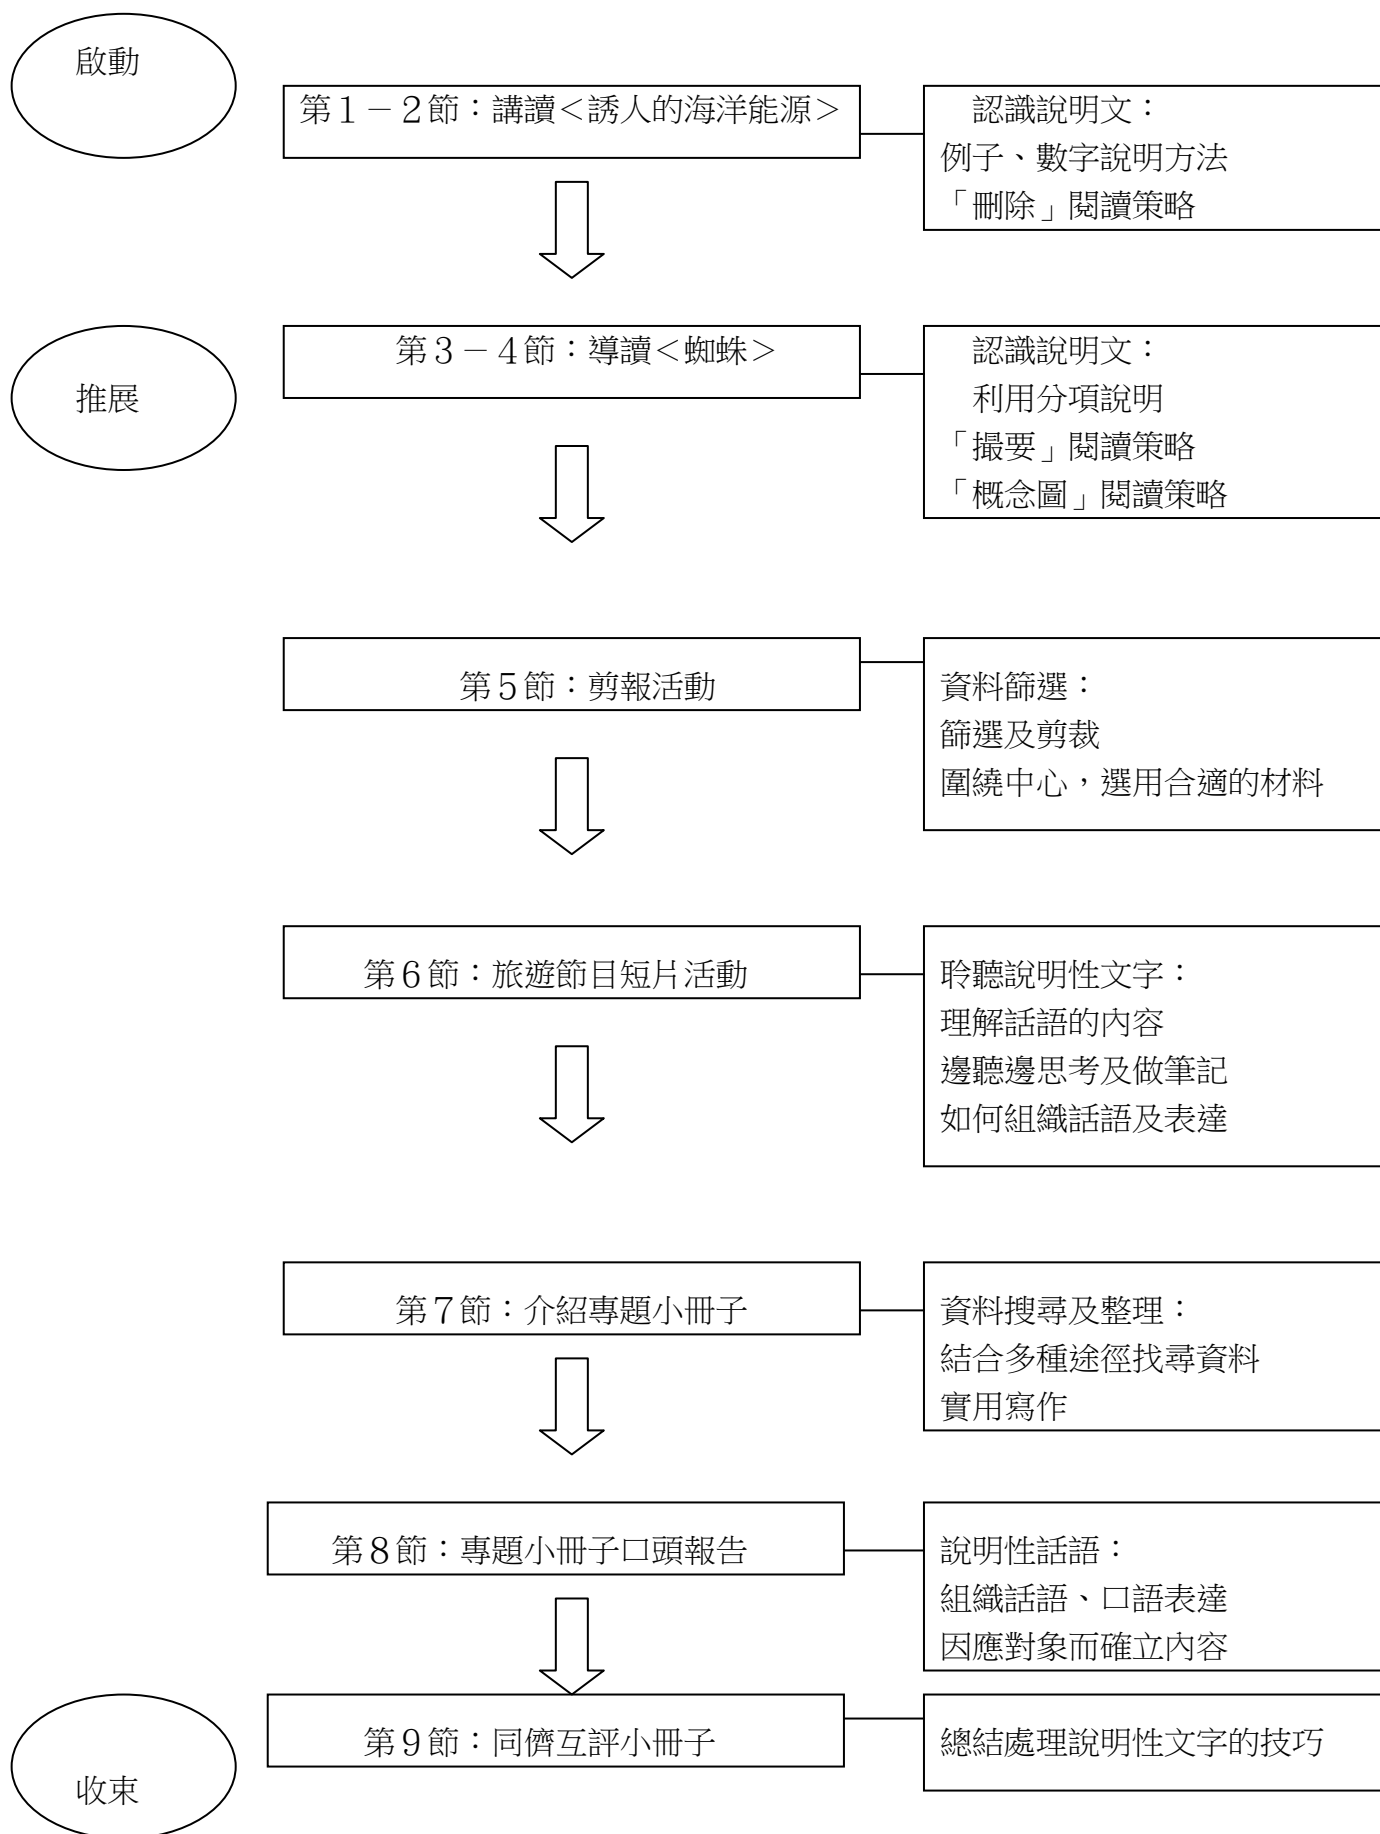 啟動
第１－２節：講讀＜誘人的海洋能源＞
認識說明文：
例子、數字說明方法
「刪除」閱讀策略
推展
第３－４節：導讀＜蜘蛛＞
認識說明文：
利用分項說明
「撮要」閱讀策略
「概念圖」閱讀策略
第５節：剪報活動
資料篩選：
篩選及剪裁
圍繞中心，選用合適的材料
第６節：旅遊節目短片活動
聆聽說明性文字：
理解話語的內容
邊聽邊思考及做筆記
如何組織話語及表達
第７節：介紹專題小冊子
資料搜尋及整理：
結合多種途徑找尋資料
實用寫作
第８節：專題小冊子口頭報告
說明性話語：
組織話語、口語表達
因應對象而確立內容
收束
第９節：同儕互評小冊子
總結處理說明性文字的技巧